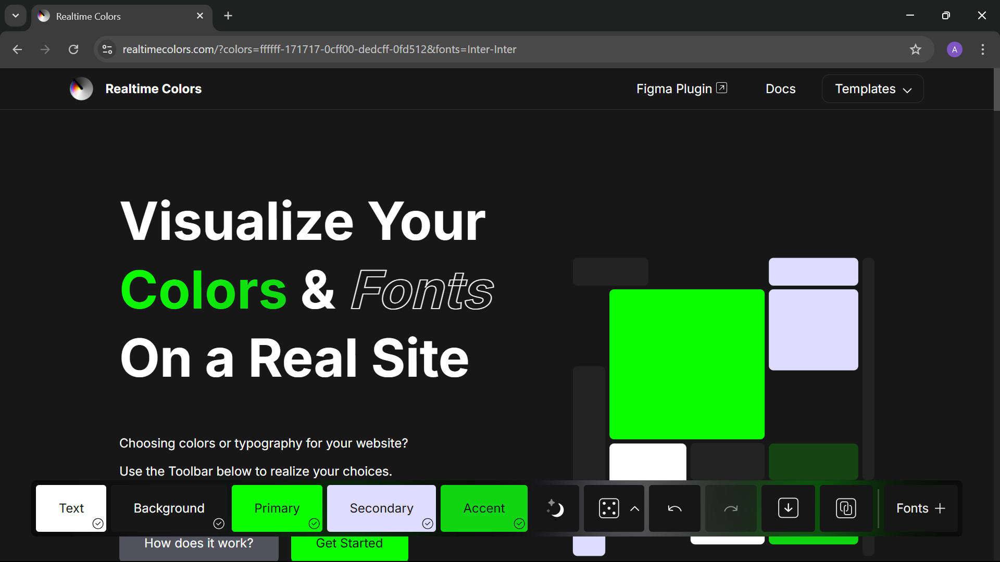 Realtime Colors
realtimecolors.com/?colors=ffffff-171717-0cff00-dedcff-0fd512&fonts=Inter-Inter
A
Realtime Colors
Figma Plugin
Docs
Templates
Visualize Your
Colors & Fonts
On a Real Site
Choosing colors or typography for your website?
Use the Toolbar below to realize your choices.
Text
Background
Primary
Secondary
Accent
Fonts
How does it work?
Get Started